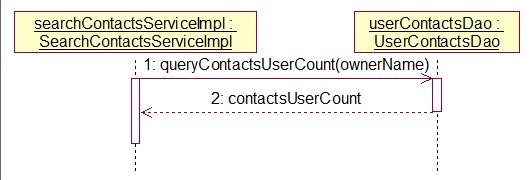 searchContactsServiceImpl :
SearchContactsServiceImpl
userContactsDao :
UserContactsDao
1: queryContactsUserCount(ownerName)
2: contactsUserCount